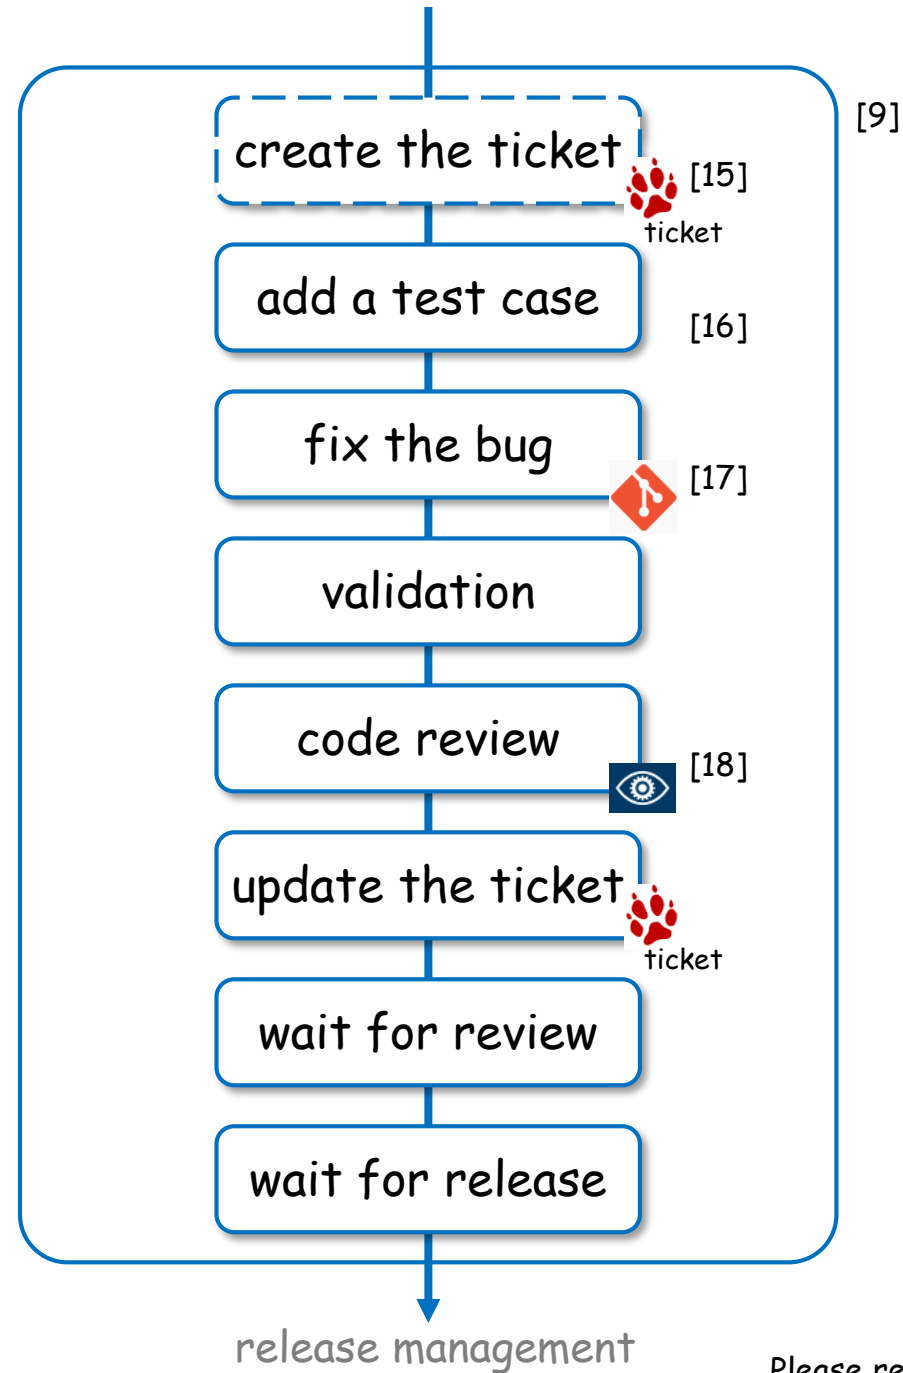 [9]
create the ticket
[15]
ticket
add a test case
[16]
fix the bug
[17]
validation
code review
[18]
update the ticket
ticket
wait for review
wait for release
release management
Please